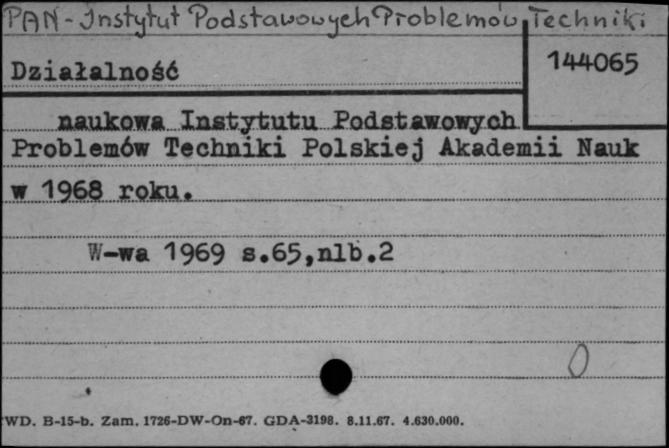 PAN - Instytut Podstawowych Problemów Techniki
Działalność
144065
naukowa Instytutu Podstawowych
Problemów Techniki Polskiej Akademii Nauk
w 1968 roku.
W-wa 1969 s.65,nlb.2
0
WD. B-15-b. Zam. 1726-DW-On-67. GDA-3198. 8.11.67. 4.630.000.